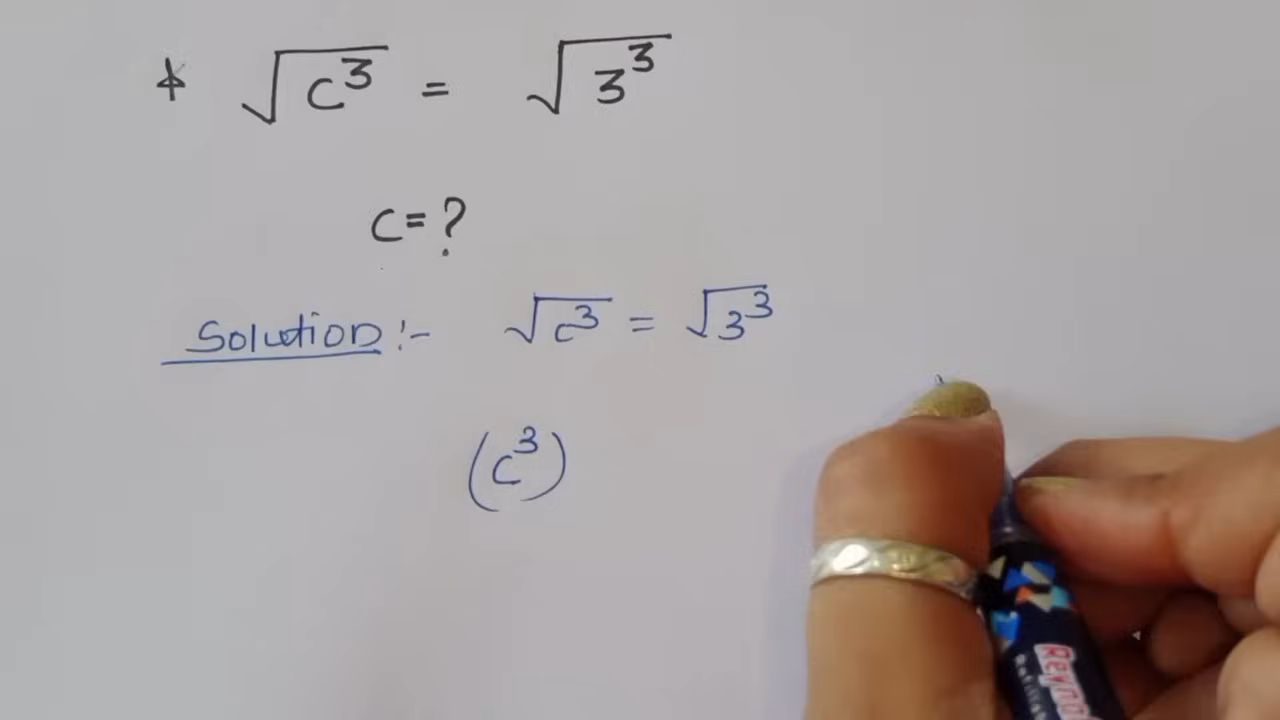 * √c³ = √3³
c=?
Solution:- √c³ = √3³
(c³)